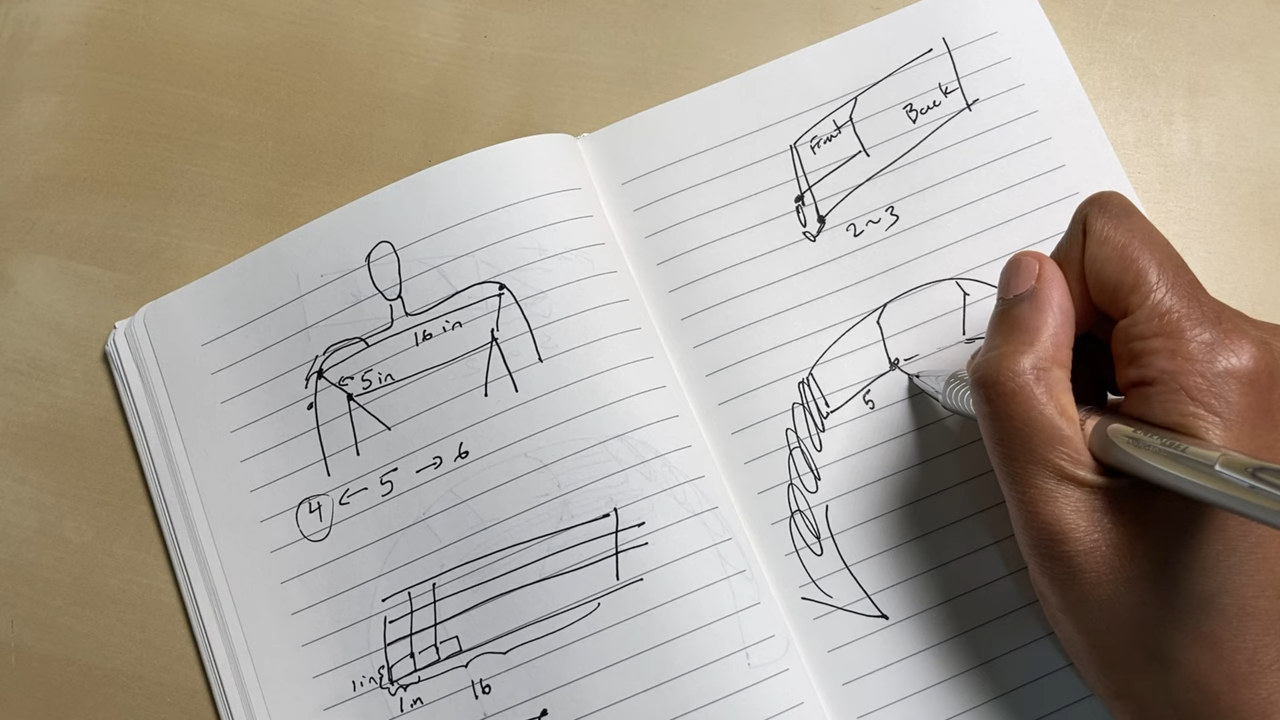 16 in
← 5in
4 ← 5 → 6
1in
1in
16
Front
Back
2~3
5